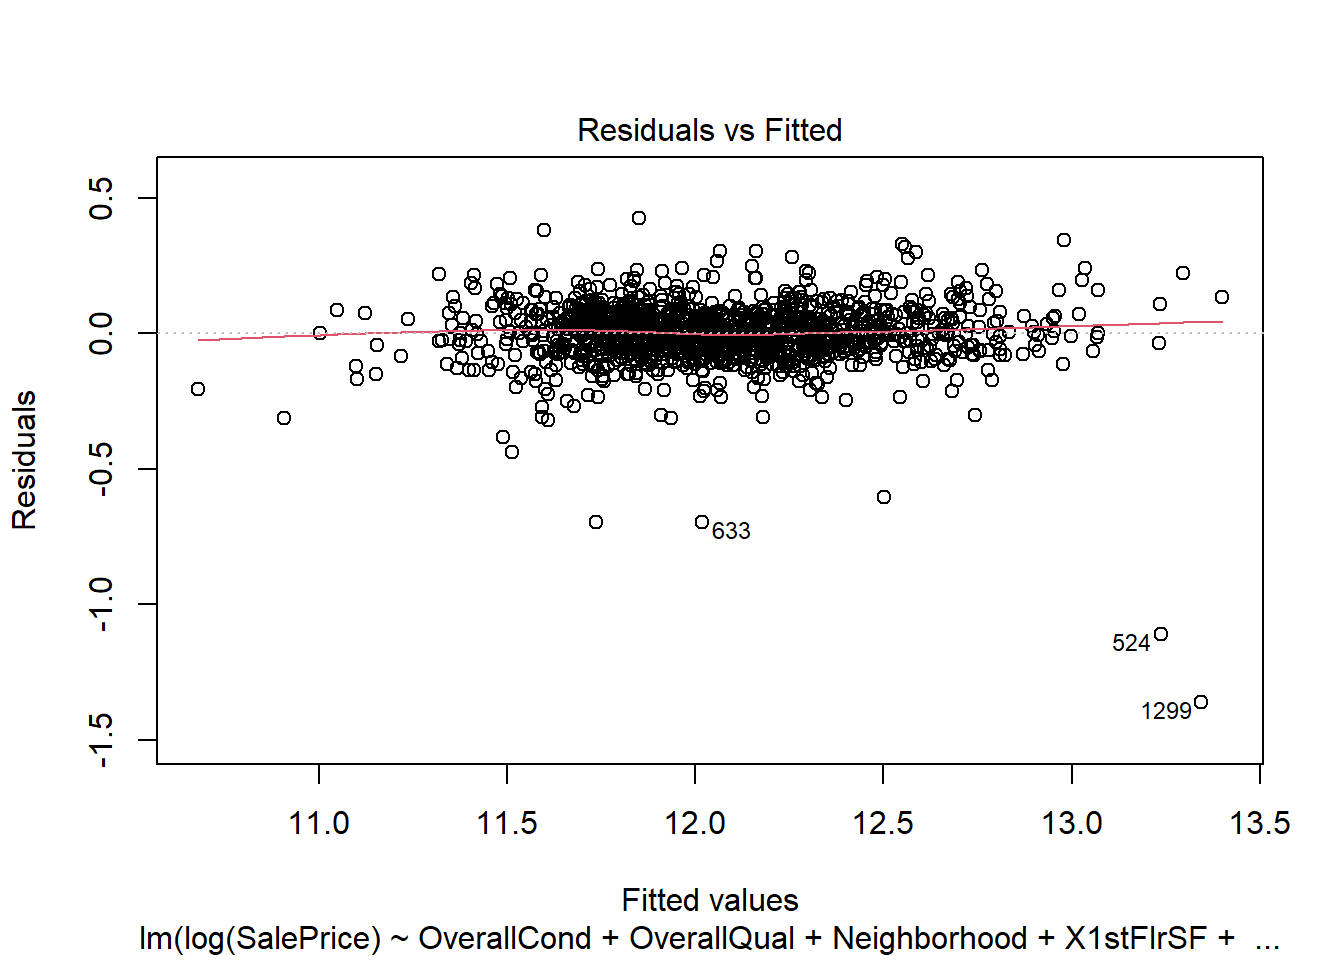 Residuals vs Fitted
Residuals
0.5
0.0
-0.5
-1.0
-1.5
633
524
1299
11.0 11.5 12.0 12.5 13.0 13.5
Fitted values
lm(log(SalePrice) ~ OverallCond + OverallQual + Neighborhood + X1stFlrSF + ...